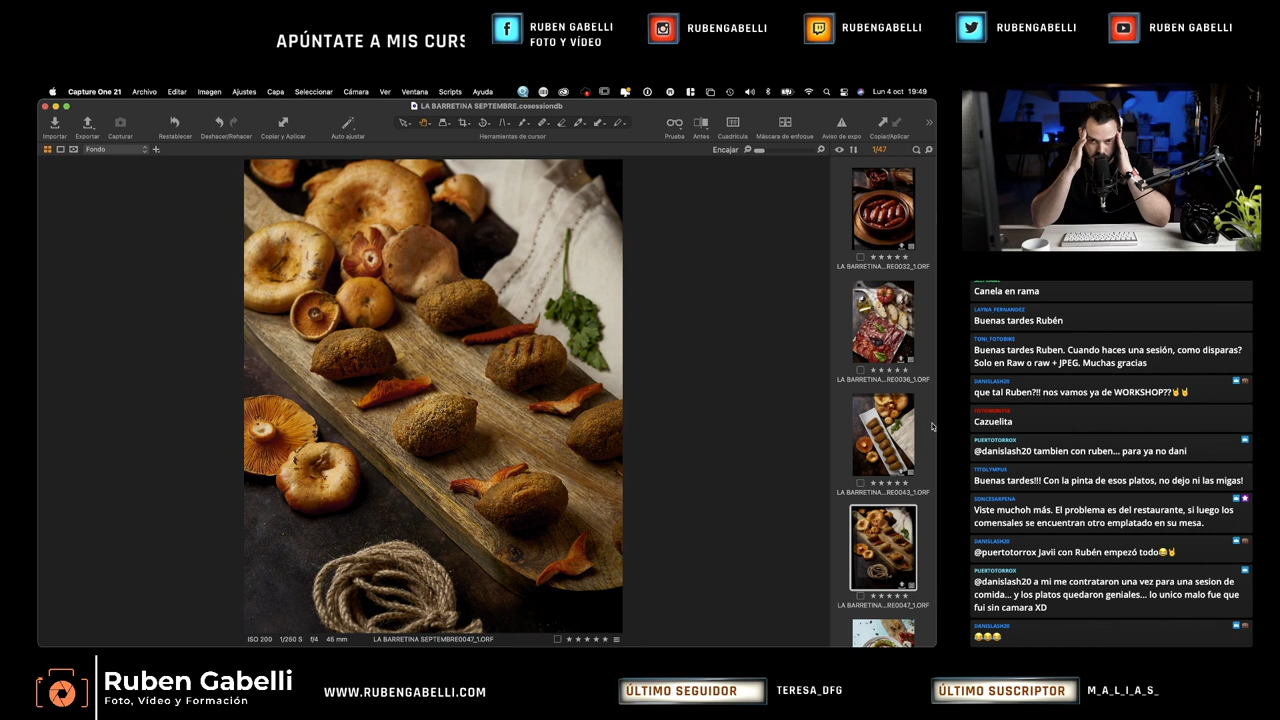 APÚNTATE A MIS CURS
RUBEN GABELLI
FOTO Y VÍDEO
RUBENGABELLI
RUBENGABELLI
RUBENGABELLI
RUBEN GABELLI
Capture One 21 Archivo Editar Imagen Ajustes Capa Seleccionar Cámara Ver Ventana Scripts Ayuda Lun 4 oct 19:49
LA BARRETINA SEPTEMBRE.cosessiondb
Importar Exportar Capturar Restablecer Deshacer/Rehacer Copiar y Aplicar Auto ajustar Herramientas de cursor Prueba Antes Cuadrícula Máscara de enfoque Aviso de expo Copiar/Aplicar
Fondo Encajar 1/47
LA BARRETINA...RE0032_1.ORF
LA BARRETINA...RE0036_1.ORF
LA BARRETINA...RE0043_1.ORF
LA BARRETINA...RE0047_1.ORF
ISO 200 1/260 S f/4 45 mm LA BARRETINA SEPTEMBRE0047_1.ORF
Canela en rama
LAYNA_FERNANDEZ
Buenas tardes Rubén
TONI_FOTOBIKE
Buenas tardes Ruben. Cuando haces una sesión, como disparas?
Solo en Raw o raw + JPEG. Muchas gracias
DANISLASH20
que tal Ruben?!! nos vamos ya de WORKSHOP??🤘🤘
Cazuelita
PUERTOTORROX
@danislash20 tambien con ruben... para ya no dani
TITOLYMPUS
Buenas tardes!!! Con la pinta de esos platos, no dejo ni las migas!
SONCESARPENA
Viste muchoh más. El problema es del restaurante, si luego los
comensales se encuentran otro emplatado en su mesa.
DANISLASH20
@puertotorrox Javii con Rubén empezó todo😂🤘
PUERTOTORROX
@danislash20 a mi me contrataron una vez para una sesion de
comida... y los platos quedaron geniales... lo unico malo fue que
fui sin camara XD
DANISLASH20
😂😂😂
Ruben Gabelli
Foto, Vídeo y Formación
WWW.RUBENGABELLI.COM
ÚLTIMO SEGUIDOR TERESA_DFG
ÚLTIMO SUSCRIPTOR M_A_L_I_A_S_